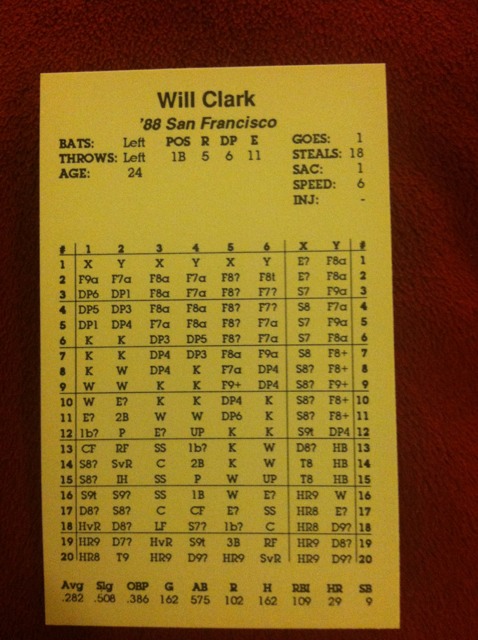 Will Clark
'88 San Francisco
BATS: Left POS R DP E GOES: 1
THROWS: Left 1B 5 6 11 STEALS: 18
AGE: 24 SAC: 1
SPEED: 6
INJ: -
# 1 2 3 4 5 6 X Y #
1 X Y X Y X Y E? F8a 1
2 F9a F7a F8a F7a F8? F8t E? F8a 2
3 DP6 DP1 F8a F7a F8? F7? S7 F9a 3
4 DP5 DP3 F8a F8a F8? F7? S8 F7a 4
5 DP1 DP4 F7a F8a F8? F7a S7 F9a 5
6 K K DP3 DP5 F8? F7a S7 F8a 6
7 K K DP4 DP3 F8a F9a S8 F8+ 7
8 K W DP4 K F7a DP4 S8? F8+ 8
9 W W K K F9+ DP4 S8? F9+ 9
10 W E? K K DP4 K S8? F8+ 10
11 E? 2B W W DP6 K S8? F8+ 11
12 1b? P E? UP K K S9t DP4 12
13 CF RF SS 1b? K W D8? HB 13
14 S8? SvR C 2B K W T8 HB 14
15 S8? IH SS P W UP T8 HB 15
16 S9t S9? SS 1B W E? HR9 W 16
17 D8? S8? C CF E? SS HR8 E? 17
18 HvR D8? LF S7? 1b? C HR8 D9? 18
19 HR9 D7? HvR S9t 3B RF HR9 D8? 19
20 HR8 T9 HR9 D9? HR9 SvR HR9 D9? 20
Avg Slg OBP G AB R H RBI HR SB
.282 .508 .386 162 575 102 162 109 29 9